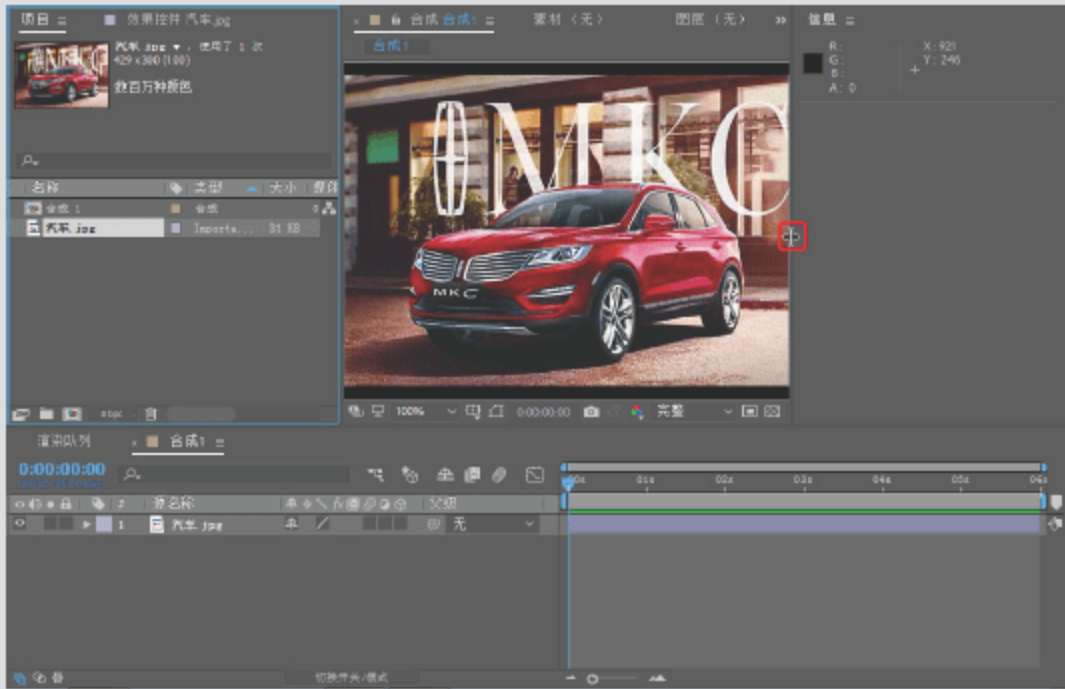 项目 ≡ 效果控件 汽车.jpg
汽车.jpg ▼ , 使用了 1 次
429 x 300 (1.00)
数百万种颜色
名称 类型 大小 媒体
合成 1 合成
汽车.jpg Importe... 31 KB
8 bpc
× 合成 合成1 ≡ 素材 (无) 图层 (无) »
合成1
MKC
MKC
100% 0:00:00:00 完整
信息 ≡
R: X: 921
G: Y: 246
B:
A: 0
渲染队列 × 合成1 ≡
0:00:00:00
01s 02s 03s 04s 05s 06s
# 源名称 父级
1 汽车.jpg 无
切换开关/模式